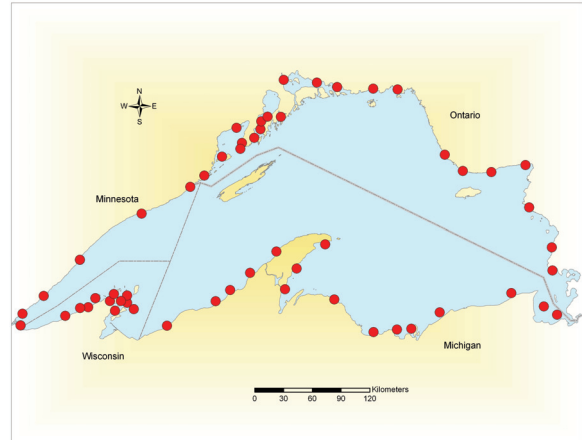 N
W E
S
Ontario
Minnesota
Wisconsin
Michigan
Kilometers
0 30 60 90 120